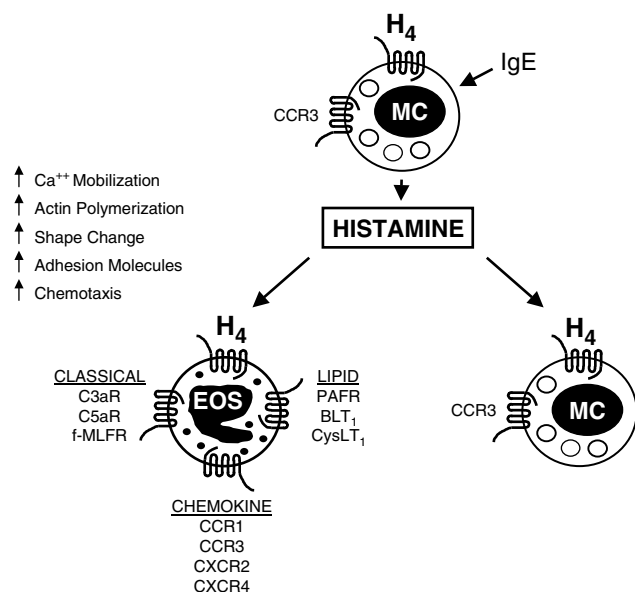 H4
IgE
MC
CCR3
↑ Ca++ Mobilization
↑ Actin Polymerization
↑ Shape Change
↑ Adhesion Molecules
↑ Chemotaxis
HISTAMINE
H4
EOS
CLASSICAL
C3aR
C5aR
f-MLFR
LIPID
PAFR
BLT1
CysLT1
CHEMOKINE
CCR1
CCR3
CXCR2
CXCR4
H4
CCR3
MC